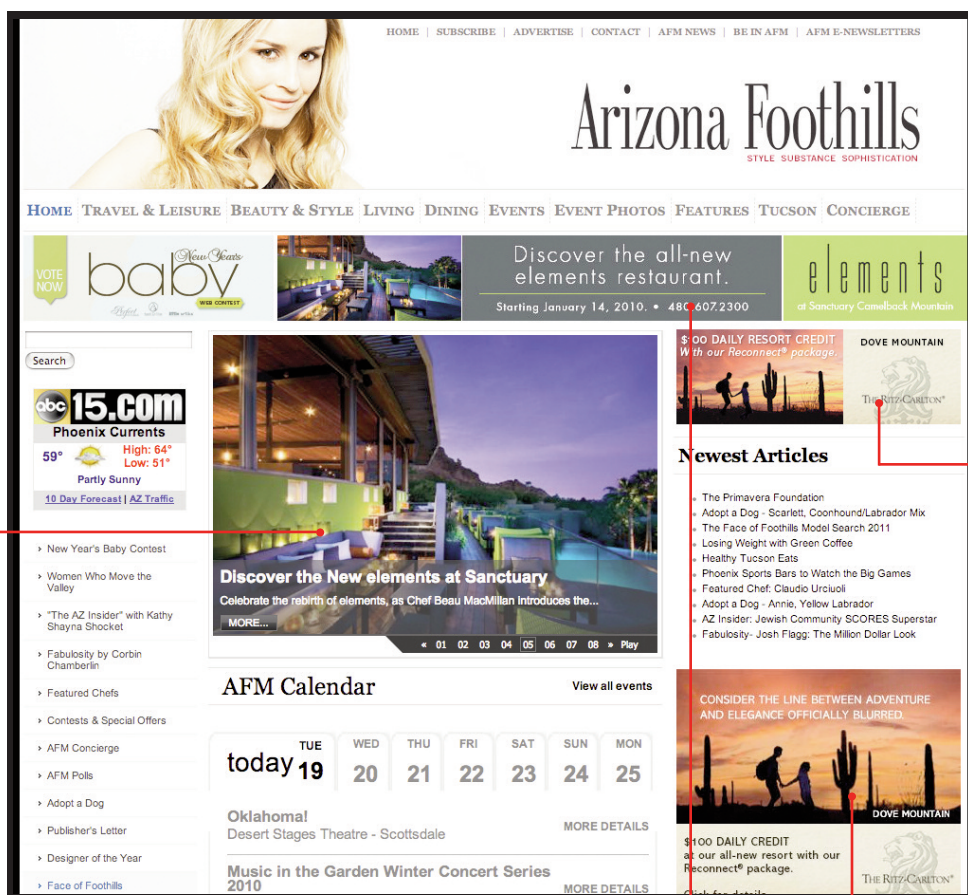 HOME | SUBSCRIBE | ADVERTISE | CONTACT | AFM NEWS | BE IN AFM | AFM E-NEWSLETTERS
Arizona Foothills
STYLE SUBSTANCE SOPHISTICATION
HOME TRAVEL & LEISURE BEAUTY & STYLE LIVING DINING EVENTS EVENT PHOTOS FEATURES TUCSON CONCIERGE
VOTE
NOW
New Year's
baby
WEB CONTEST
Discover the all-new
elements restaurant.
Starting January 14, 2010. • 480.607.2300
elements
at Sanctuary Camelback Mountain
Search
abc 15.com
Phoenix Currents
59°
High: 64°
Low: 51°
Partly Sunny
10 Day Forecast | AZ Traffic
› New Year's Baby Contest
› Women Who Move the
Valley
› "The AZ Insider" with Kathy
Shayna Shocket
› Fabulosity by Corbin
Chamberlin
› Featured Chefs
› Contests & Special Offers
› AFM Concierge
› AFM Polls
› Adopt a Dog
› Publisher's Letter
› Designer of the Year
› Face of Foothills
Discover the New elements at Sanctuary
Celebrate the rebirth of elements, as Chef Beau MacMillan introduces the...
MORE...
« 01 02 03 04 05 06 07 08 » Play
AFM Calendar
View all events
today TUE 19
WED 20
THU 21
FRI 22
SAT 23
SUN 24
MON 25
Oklahoma!
Desert Stages Theatre - Scottsdale
MORE DETAILS
Music in the Garden Winter Concert Series
2010
MORE DETAILS
$100 DAILY RESORT CREDIT
With our Reconnect® package.
DOVE MOUNTAIN
THE RITZ-CARLTON®
Newest Articles
The Primavera Foundation
Adopt a Dog - Scarlett, Coonhound/Labrador Mix
The Face of Foothills Model Search 2011
Losing Weight with Green Coffee
Healthy Tucson Eats
Phoenix Sports Bars to Watch the Big Games
Featured Chef: Claudio Urciuoli
Adopt a Dog - Annie, Yellow Labrador
AZ Insider: Jewish Community SCORES Superstar
Fabulosity- Josh Flagg: The Million Dollar Look
CONSIDER THE LINE BETWEEN ADVENTURE
AND ELEGANCE OFFICIALLY BLURRED.
DOVE MOUNTAIN
$100 DAILY CREDIT
at our all-new resort with our
Reconnect® package.
Click for details
THE RITZ-CARLTON®